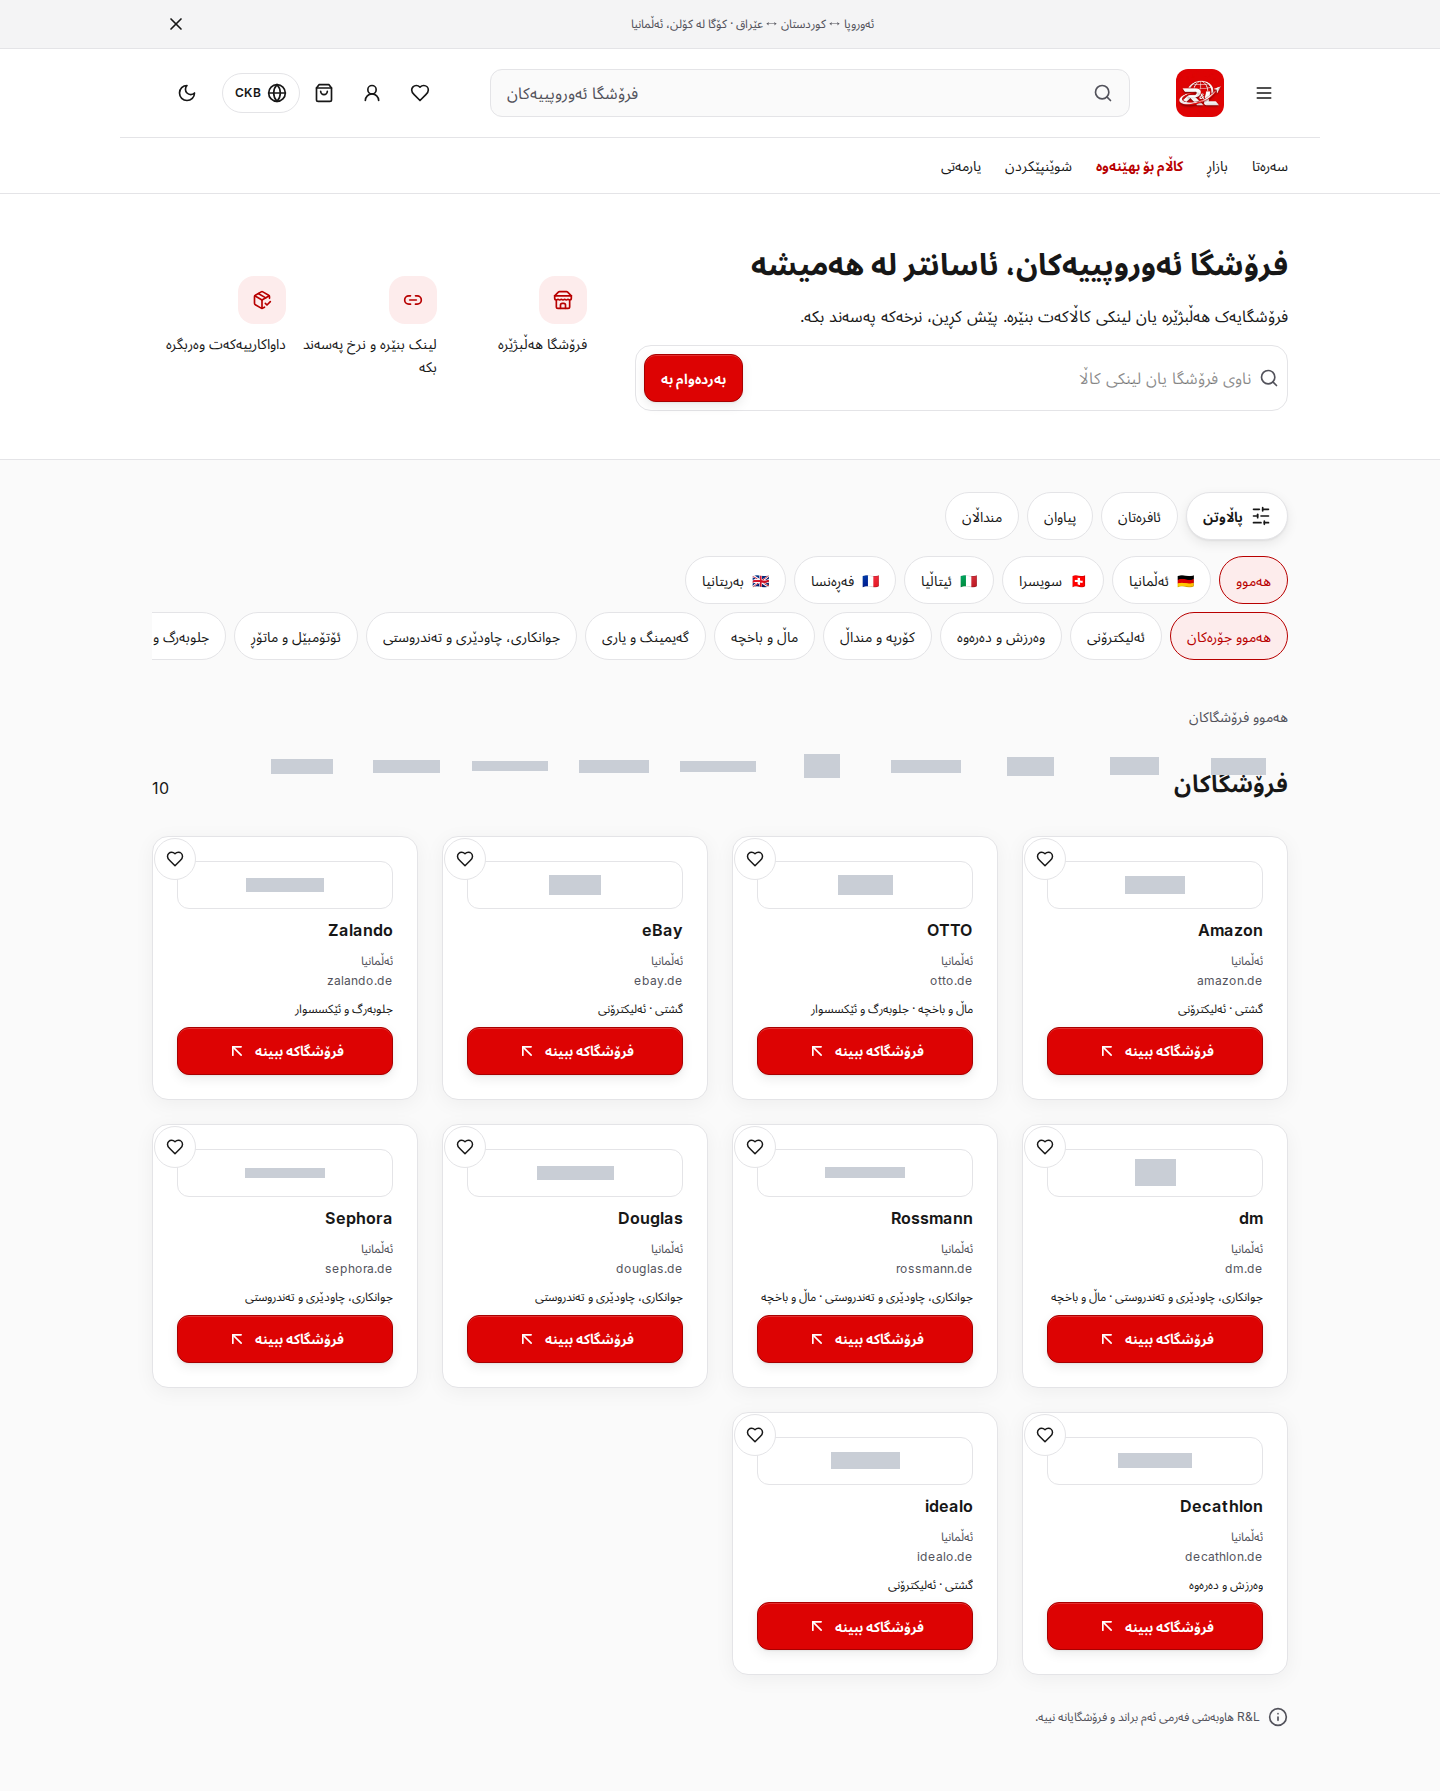 ئەوروپا ↔ کوردستان ↔ عێراق · کۆگا لە کۆلن، ئەڵمانیا
R&L
فرۆشگا ئەوروپییەکان
CKB
سەرەتا
بازاڕ
کاڵام بۆ بهێنەوە
شوێنپێکردن
یارمەتی
فرۆشگا ئەوروپییەکان، ئاسانتر لە هەمیشە
فرۆشگایەک هەڵبژێرە یان لینکی کاڵاکەت بنێرە. پێش کڕین، نرخەکە پەسەند بکە.
ناوی فرۆشگا یان لینکی کاڵا
بەردەوام بە
فرۆشگا هەڵبژێرە
لینک بنێرە و نرخ پەسەند بکە
داواکارییەکەت وەربگرە
پاڵاوتن
ئافرەتان
پیاوان
منداڵان
هەموو
🇩🇪 ئەڵمانیا
🇨🇭 سویسرا
🇮🇹 ئیتاڵیا
🇫🇷 فەڕەنسا
🇬🇧 بەریتانیا
هەموو جۆرەکان
ئەلیکترۆنی
وەرزش و دەرەوە
کۆرپە و منداڵ
ماڵ و باخچە
گەیمینگ و یاری
جوانکاری، چاودێری و تەندروستی
ئۆتۆمبێل و ماتۆڕ
جلوبەرگ و
هەموو فرۆشگاکان
فرۆشگاکان
10
Amazon
ئەڵمانیا
amazon.de
گشتی · ئەلیکترۆنی
فرۆشگاکە ببینە
OTTO
ئەڵمانیا
otto.de
ماڵ و باخچە · جلوبەرگ و ئێکسسوار
فرۆشگاکە ببینە
eBay
ئەڵمانیا
ebay.de
گشتی · ئەلیکترۆنی
فرۆشگاکە ببینە
Zalando
ئەڵمانیا
zalando.de
جلوبەرگ و ئێکسسوار
فرۆشگاکە ببینە
dm
ئەڵمانیا
dm.de
جوانکاری، چاودێری و تەندروستی · ماڵ و باخچە
فرۆشگاکە ببینە
Rossmann
ئەڵمانیا
rossmann.de
جوانکاری، چاودێری و تەندروستی · ماڵ و باخچە
فرۆشگاکە ببینە
Douglas
ئەڵمانیا
douglas.de
جوانکاری، چاودێری و تەندروستی
فرۆشگاکە ببینە
Sephora
ئەڵمانیا
sephora.de
جوانکاری، چاودێری و تەندروستی
فرۆشگاکە ببینە
Decathlon
ئەڵمانیا
decathlon.de
وەرزش و دەرەوە
فرۆشگاکە ببینە
idealo
ئەڵمانیا
idealo.de
گشتی · ئەلیکترۆنی
فرۆشگاکە ببینە
R&L هاوبەشی فەرمی ئەم براند و فرۆشگایانە نییە.